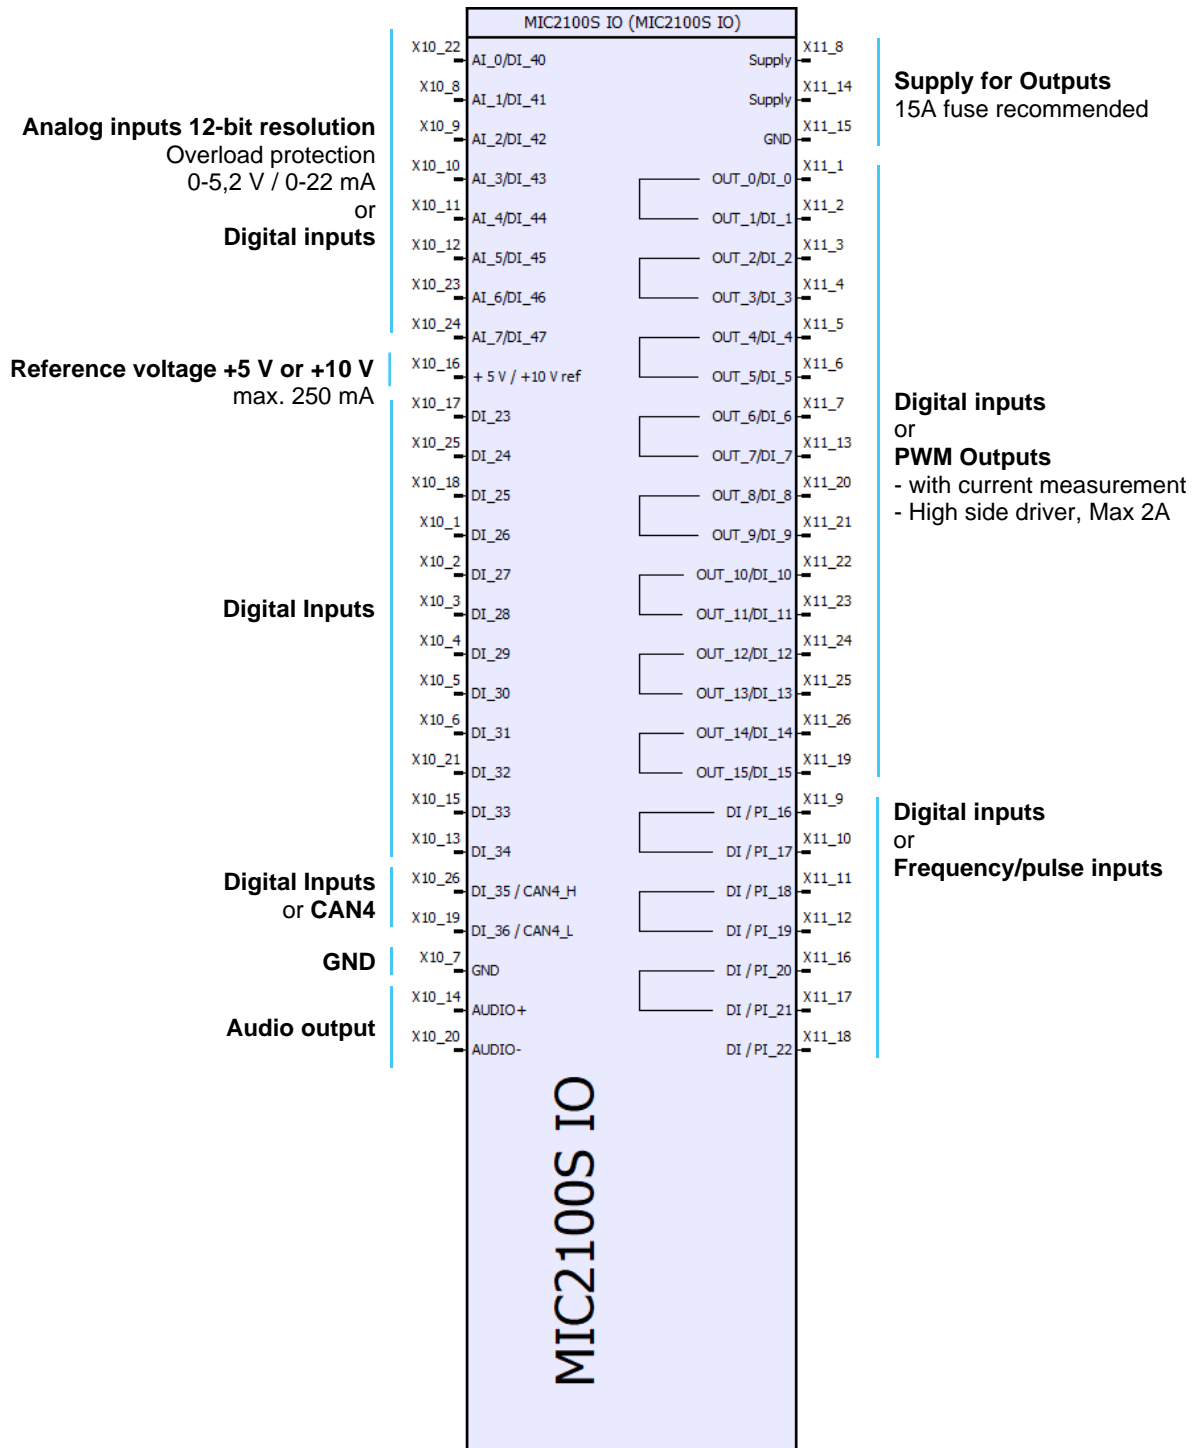 MIC2100S IO (MIC2100S IO)
Analog inputs 12-bit resolution
Overload protection
0-5,2 V / 0-22 mA
or
Digital inputs
Reference voltage +5 V or +10 V
max. 250 mA
Digital Inputs
Digital Inputs
or CAN4
GND
Audio output
X10_22
AI_0/DI_40
X10_8
AI_1/DI_41
X10_9
AI_2/DI_42
X10_10
AI_3/DI_43
X10_11
AI_4/DI_44
X10_12
AI_5/DI_45
X10_23
AI_6/DI_46
X10_24
AI_7/DI_47
X10_16
+ 5 V / +10 V ref
X10_17
DI_23
X10_25
DI_24
X10_18
DI_25
X10_1
DI_26
X10_2
DI_27
X10_3
DI_28
X10_4
DI_29
X10_5
DI_30
X10_6
DI_31
X10_21
DI_32
X10_15
DI_33
X10_13
DI_34
X10_26
DI_35 / CAN4_H
X10_19
DI_36 / CAN4_L
X10_7
GND
X10_14
AUDIO+
X10_20
AUDIO-
X11_8
Supply
X11_14
Supply
X11_15
GND
X11_1
OUT_0/DI_0
X11_2
OUT_1/DI_1
X11_3
OUT_2/DI_2
X11_4
OUT_3/DI_3
X11_5
OUT_4/DI_4
X11_6
OUT_5/DI_5
X11_7
OUT_6/DI_6
X11_13
OUT_7/DI_7
X11_20
OUT_8/DI_8
X11_21
OUT_9/DI_9
X11_22
OUT_10/DI_10
X11_23
OUT_11/DI_11
X11_24
OUT_12/DI_12
X11_25
OUT_13/DI_13
X11_26
OUT_14/DI_14
X11_19
OUT_15/DI_15
X11_9
DI / PI_16
X11_10
DI / PI_17
X11_11
DI / PI_18
X11_12
DI / PI_19
X11_16
DI / PI_20
X11_17
DI / PI_21
X11_18
DI / PI_22
Supply for Outputs
15A fuse recommended
Digital inputs
or
PWM Outputs
- with current measurement
- High side driver, Max 2A
Digital inputs
or
Frequency/pulse inputs
MIC2100S IO